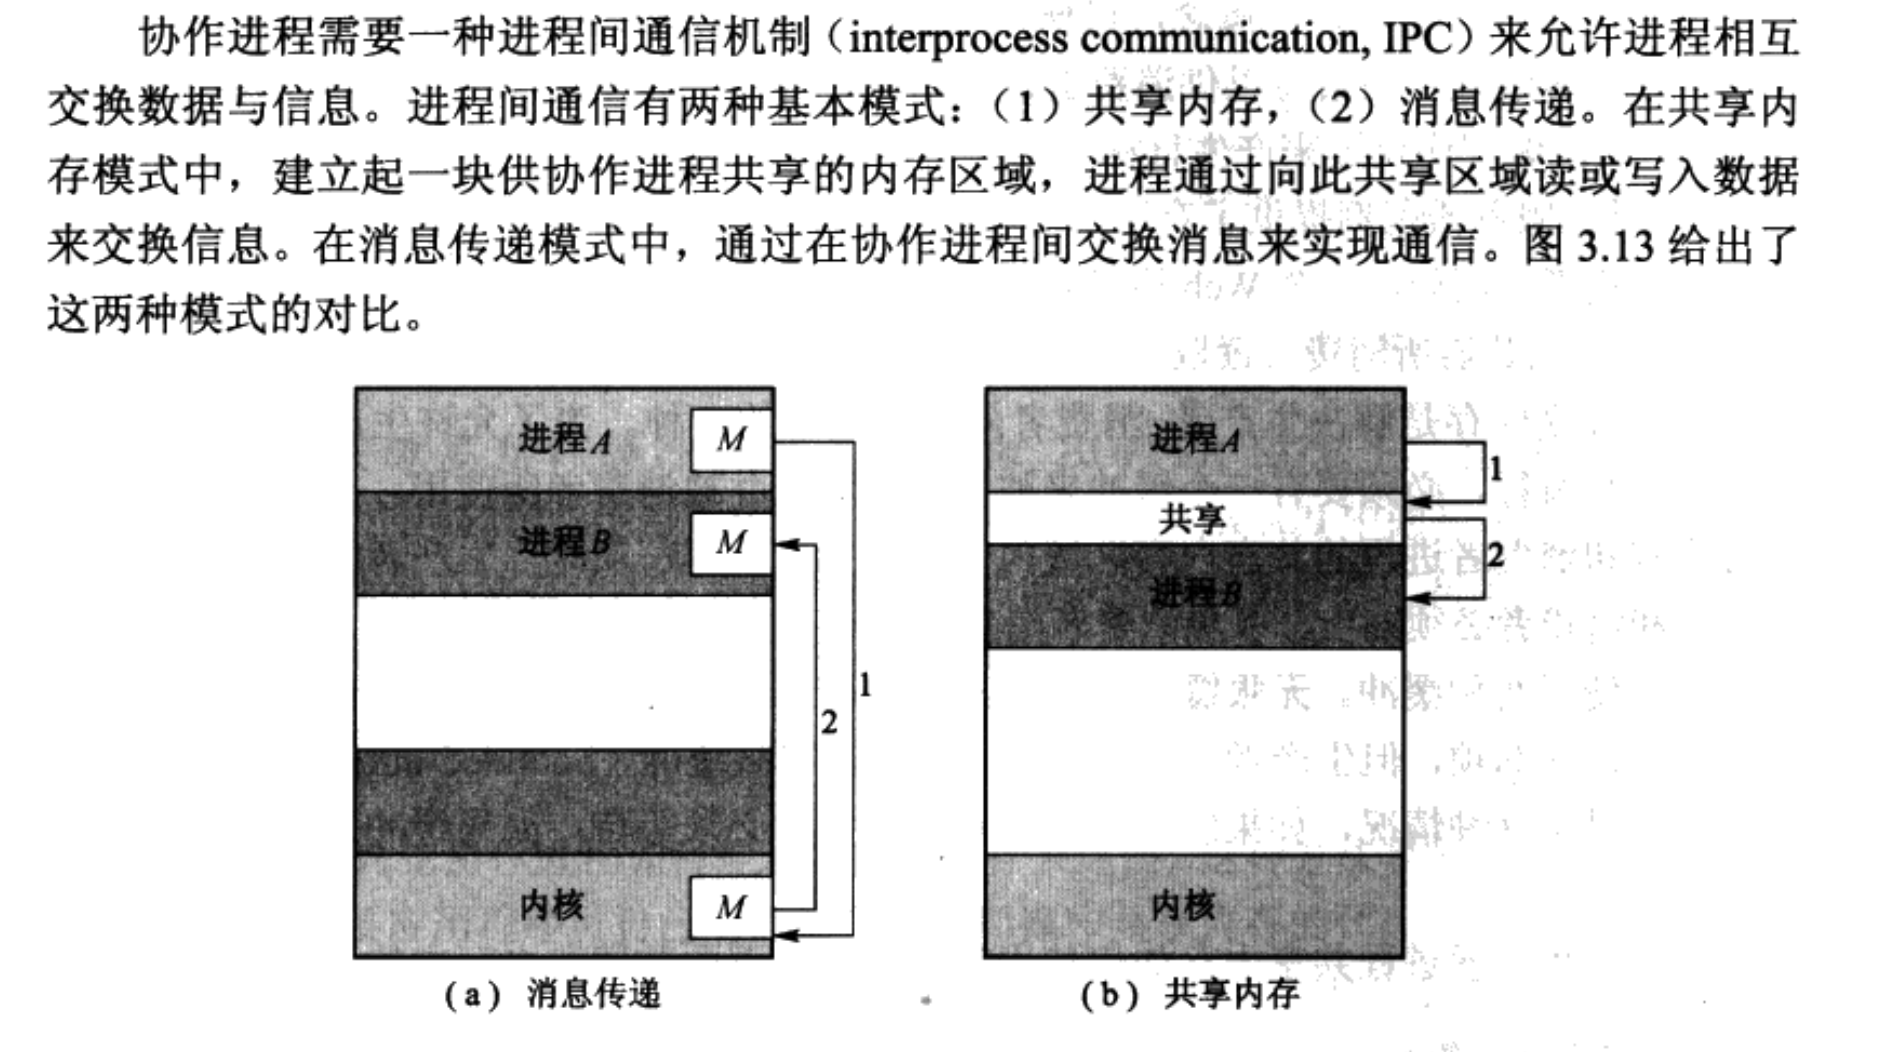 协作进程需要一种进程间通信机制（interprocess communication, IPC）来允许进程相互
交换数据与信息。进程间通信有两种基本模式：（1）共享内存，（2）消息传递。在共享内
存模式中，建立起一块供协作进程共享的内存区域，进程通过向此共享区域读或写入数据
来交换信息。在消息传递模式中，通过在协作进程间交换消息来实现通信。图 3.13 给出了
这两种模式的对比。
进程A
M
进程B
M
1
2
内核
M
(a) 消息传递
进程A
1
共享
2
进程B
内核
(b) 共享内存